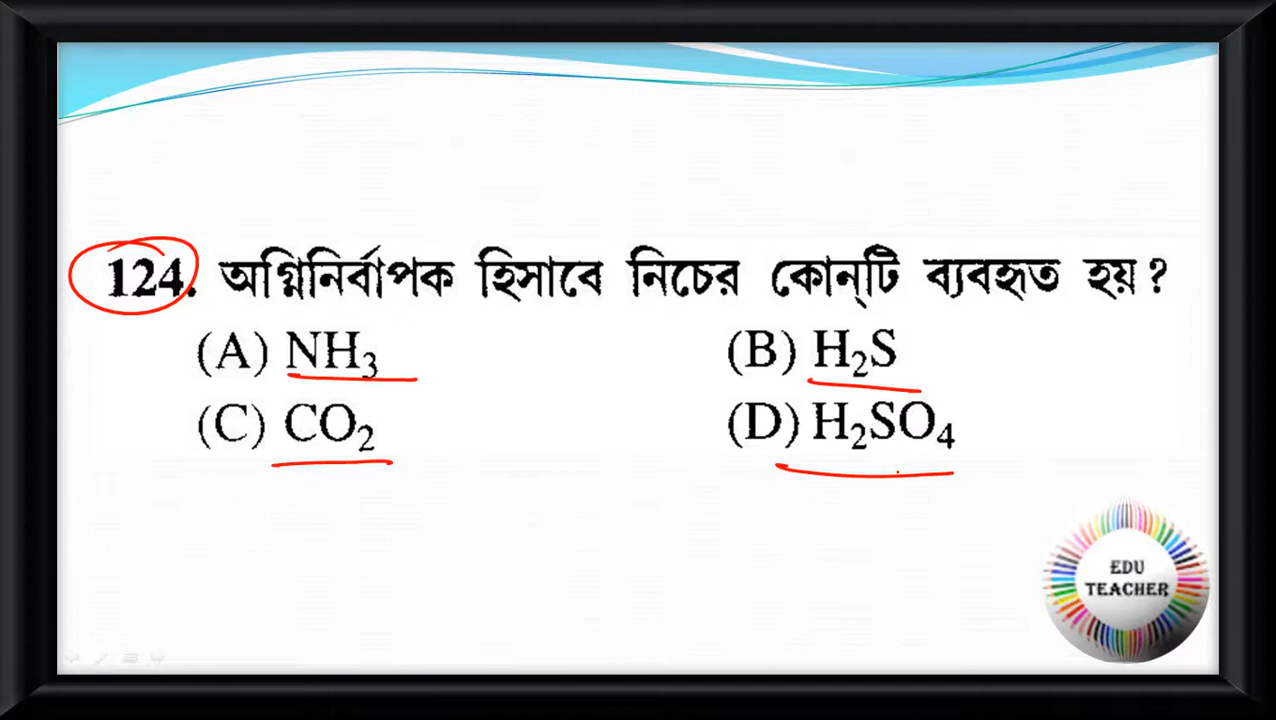 124. অগ্নিনির্বাপক হিসাবে নিচের কোন্‌টি ব্যবহৃত হয় ?
(A) NH₃ (B) H₂S
(C) CO₂ (D) H₂SO₄
EDU
TEACHER